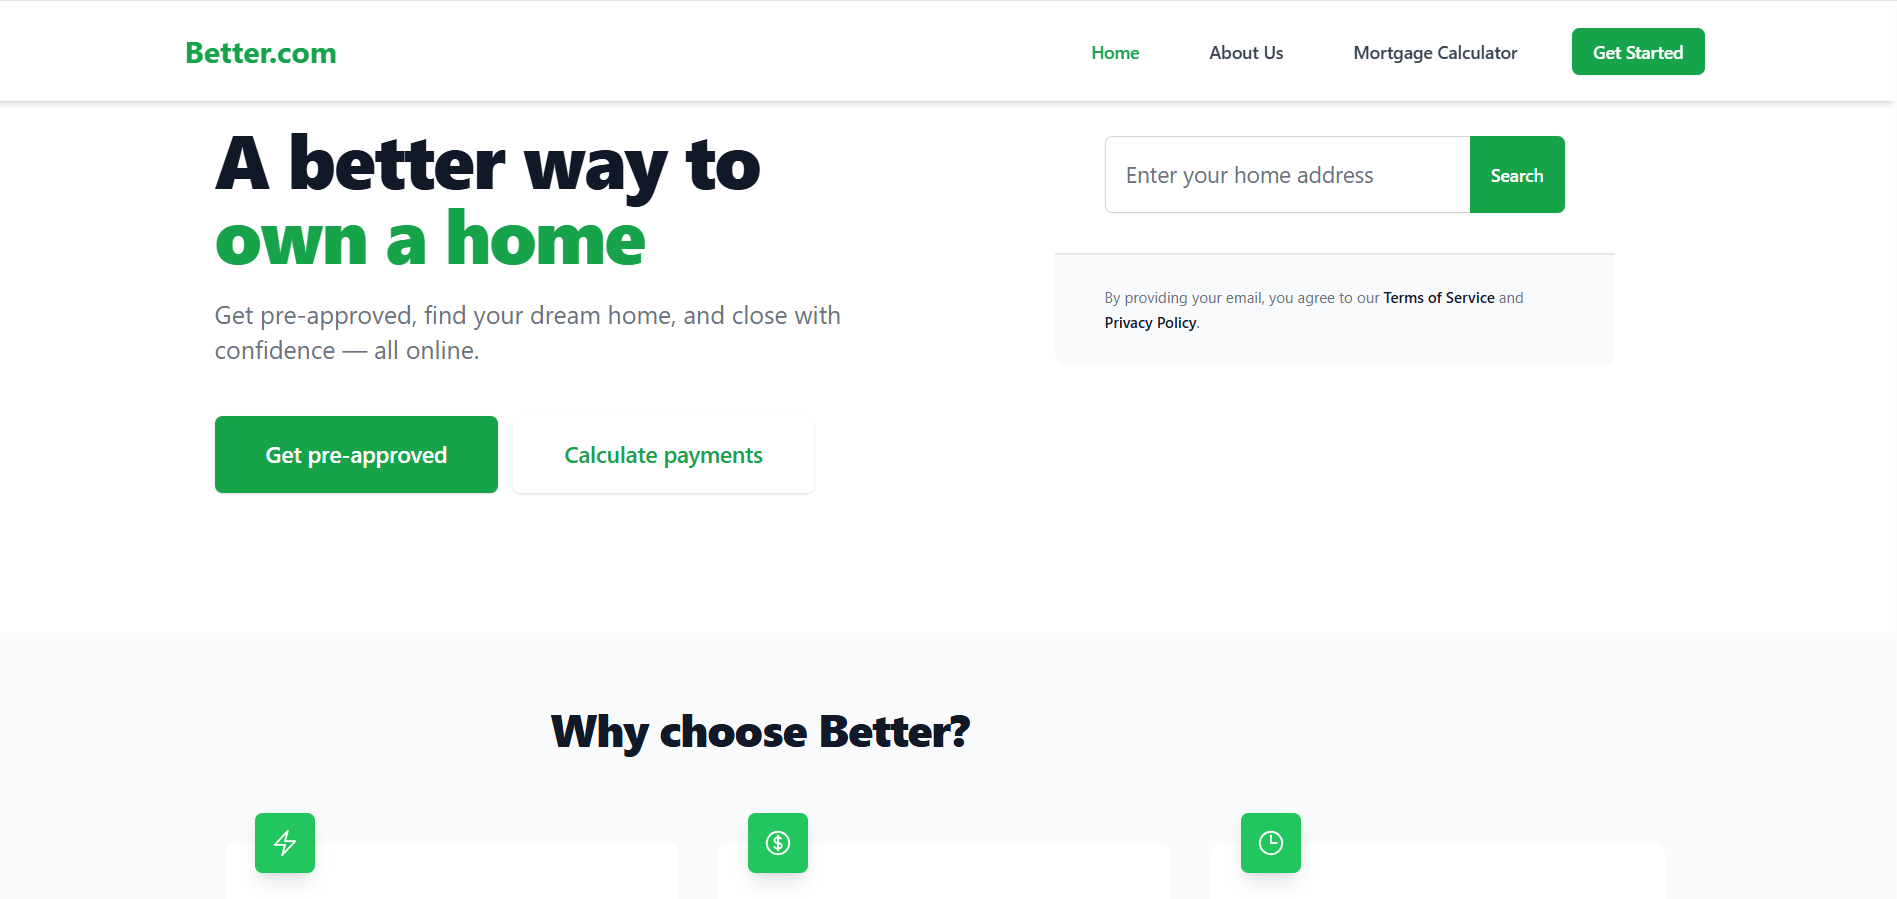 Better.com
Home
About Us
Mortgage Calculator
Get Started
A better way to
own a home
Get pre-approved, find your dream home, and close with
confidence — all online.
Get pre-approved
Calculate payments
Enter your home address
Search
By providing your email, you agree to our Terms of Service and
Privacy Policy.
Why choose Better?